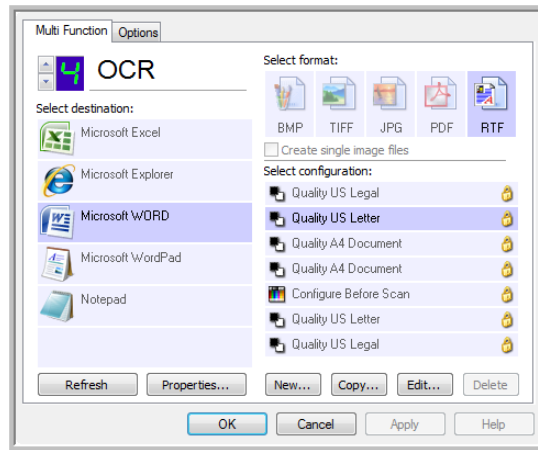 Multi Function Options
4 OCR
Select destination:
Microsoft Excel
Microsoft Explorer
Microsoft WORD
Microsoft WordPad
Notepad
Refresh Properties...
Select format:
BMP TIFF JPG PDF RTF
Create single image files
Select configuration:
Quality US Legal
Quality US Letter
Quality A4 Document
Quality A4 Document
Configure Before Scan
Quality US Letter
Quality US Legal
New... Copy... Edit... Delete
OK Cancel Apply Help